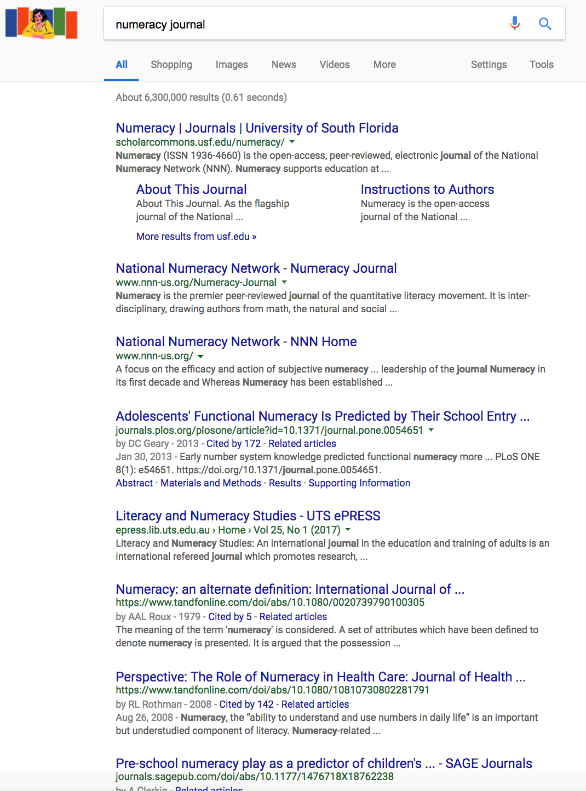 numeracy journal
All Shopping Images News Videos More Settings Tools
About 6,300,000 results (0.61 seconds)
Numeracy | Journals | University of South Florida
scholarcommons.usf.edu/numeracy/
Numeracy (ISSN 1936-4660) is the open-access, peer-reviewed, electronic journal of the National
Numeracy Network (NNN). Numeracy supports education at ...
About This Journal
About This Journal. As the flagship
journal of the National ...
Instructions to Authors
Numeracy is the open-access
journal of the National ...
More results from usf.edu »
National Numeracy Network - Numeracy Journal
www.nnn-us.org/Numeracy-Journal
Numeracy is the premier peer-reviewed journal of the quantitative literacy movement. It is inter-
disciplinary, drawing authors from math, the natural and social ...
National Numeracy Network - NNN Home
www.nnn-us.org/
A focus on the efficacy and action of subjective numeracy ... leadership of the journal Numeracy in
its first decade and Whereas Numeracy has been established ...
Adolescents' Functional Numeracy Is Predicted by Their School Entry ...
journals.plos.org/plosone/article?id=10.1371/journal.pone.0054651
by DC Geary - 2013 - Cited by 172 - Related articles
Jan 30, 2013 - Early number system knowledge predicted functional numeracy more ... PLoS ONE
8(1): e54651. https://doi.org/10.1371/journal.pone.0054651.
Abstract · Materials and Methods · Results · Supporting Information
Literacy and Numeracy Studies - UTS ePRESS
epress.lib.uts.edu.au › Home › Vol 25, No 1 (2017)
Literacy and Numeracy Studies: An international journal in the education and training of adults is an
international refereed journal which promotes research, ...
Numeracy: an alternate definition: International Journal of ...
https://www.tandfonline.com/doi/abs/10.1080/0020739790100305
by AAL Roux - 1979 - Cited by 5 - Related articles
The meaning of the term 'numeracy' is considered. A set of attributes which have been defined to
denote numeracy is presented. It is argued that the possession ...
Perspective: The Role of Numeracy in Health Care: Journal of Health ...
https://www.tandfonline.com/doi/abs/10.1080/10810730802281791
by RL Rothman - 2008 - Cited by 142 - Related articles
Aug 26, 2008 - Numeracy, the "ability to understand and use numbers in daily life" is an important
but understudied component of literacy. Numeracy-related ...
Pre-school numeracy play as a predictor of children's ... - SAGE Journals
journals.sagepub.com/doi/abs/10.1177/1476718X18762238
by A Clerkin - Related articles